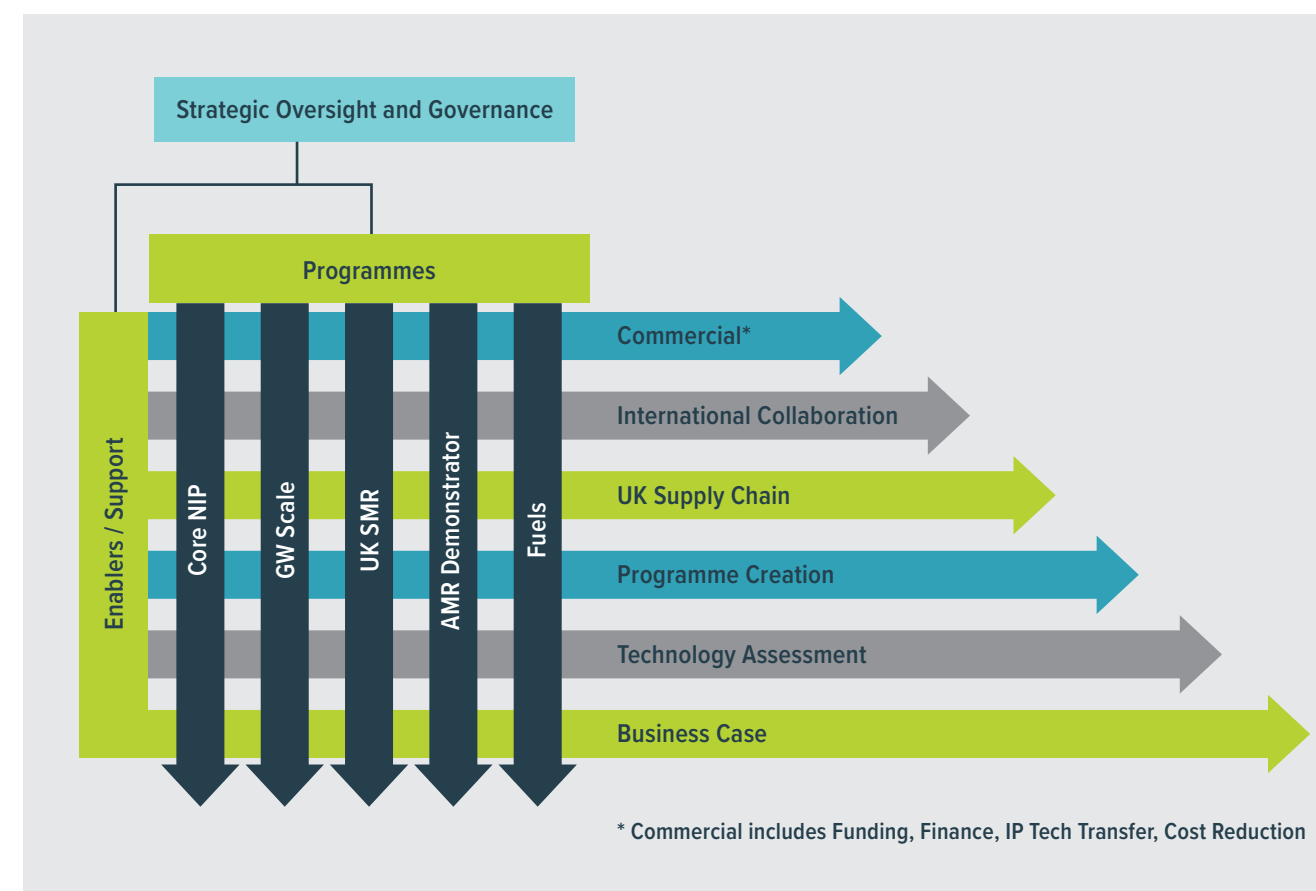 Strategic Oversight and Governance
Programmes
Enablers / Support
Core NIP
GW Scale
UK SMR
AMR Demonstrator
Fuels
Commercial*
International Collaboration
UK Supply Chain
Programme Creation
Technology Assessment
Business Case
* Commercial includes Funding, Finance, IP Tech Transfer, Cost Reduction